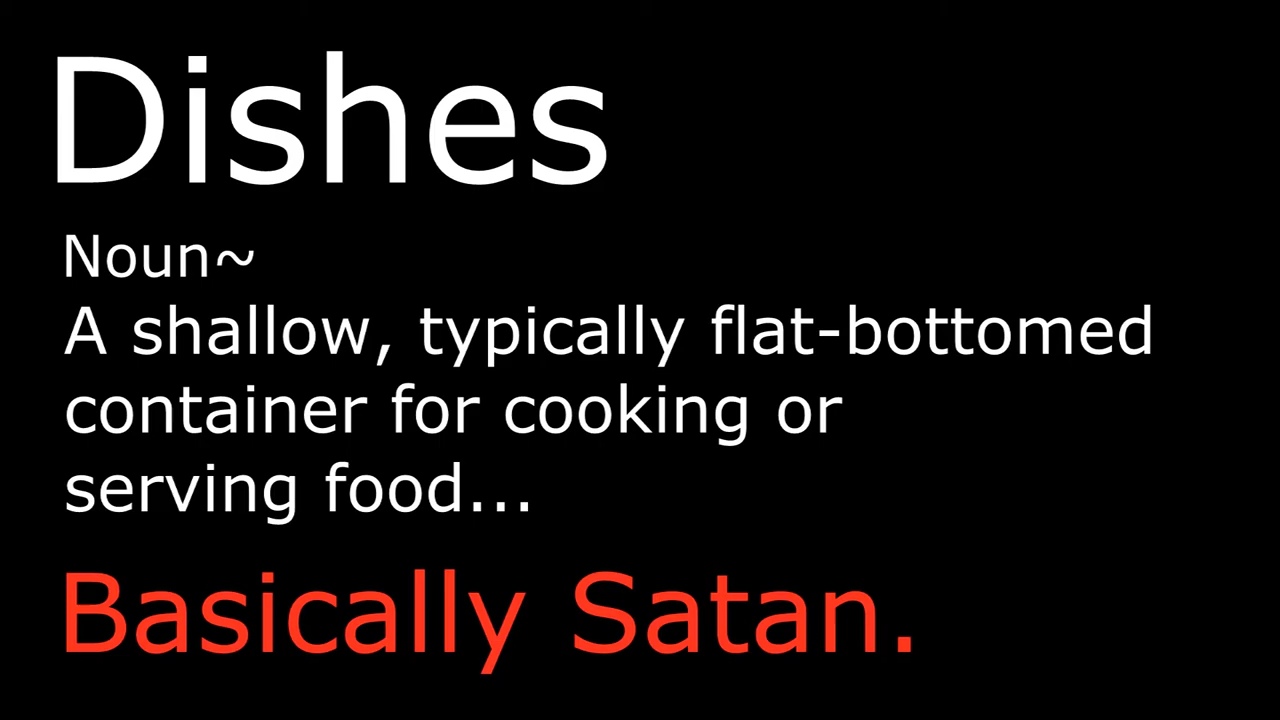 Dishes
Noun~
A shallow, typically flat-bottomed
container for cooking or
serving food...
Basically Satan.